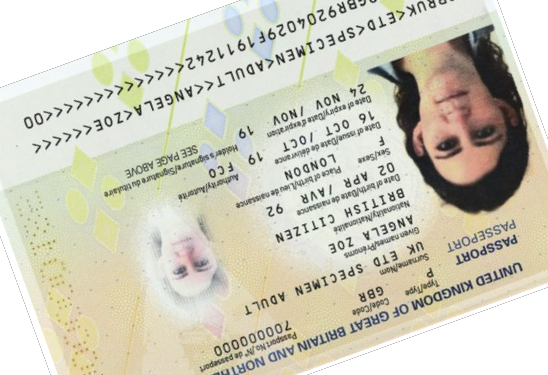 UNITED KINGDOM OF GREAT BRITAIN AND NORTHE
PASSPORT
PASSEPORT
Type/Type
P
Code/Code
GBR
Passport No./N° de passeport
7000000000
Surname/Nom
UK ETD SPECIMEN ADULT
Given names/Prénoms
ANGELA ZOE
Nationality/Nationalité
BRITISH CITIZEN
Date of birth/Date de naissance
02 APR /AVR 92
Sex/Sexe
F
Place of birth/Lieu de naissance
LONDON
Date of issue/Date de délivrance
16 OCT /OCT 19
Authority/Autorité
FCO
Date of expiry/Date d'expiration
24 NOV /NOV 19
Holder's signature/Signature du titulaire
SEE PAGE ABOVE
GBRUK<ETD<SPECIMEN<ADULT<<ANGELA<ZOE<<<<<<<
GBR9204029F1911242<<<<<<<<<<<<<<00